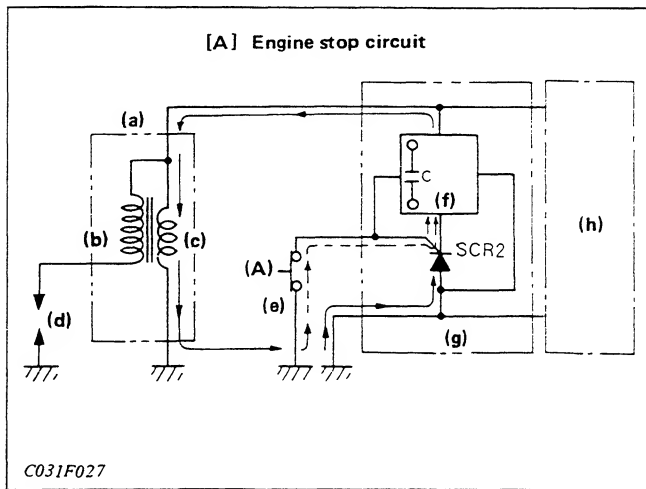 [A] Engine stop circuit
(a)
C
(f)
(h)
(b)
(c)
(A)
SCR2
(d)
(e)
(g)
C031F027